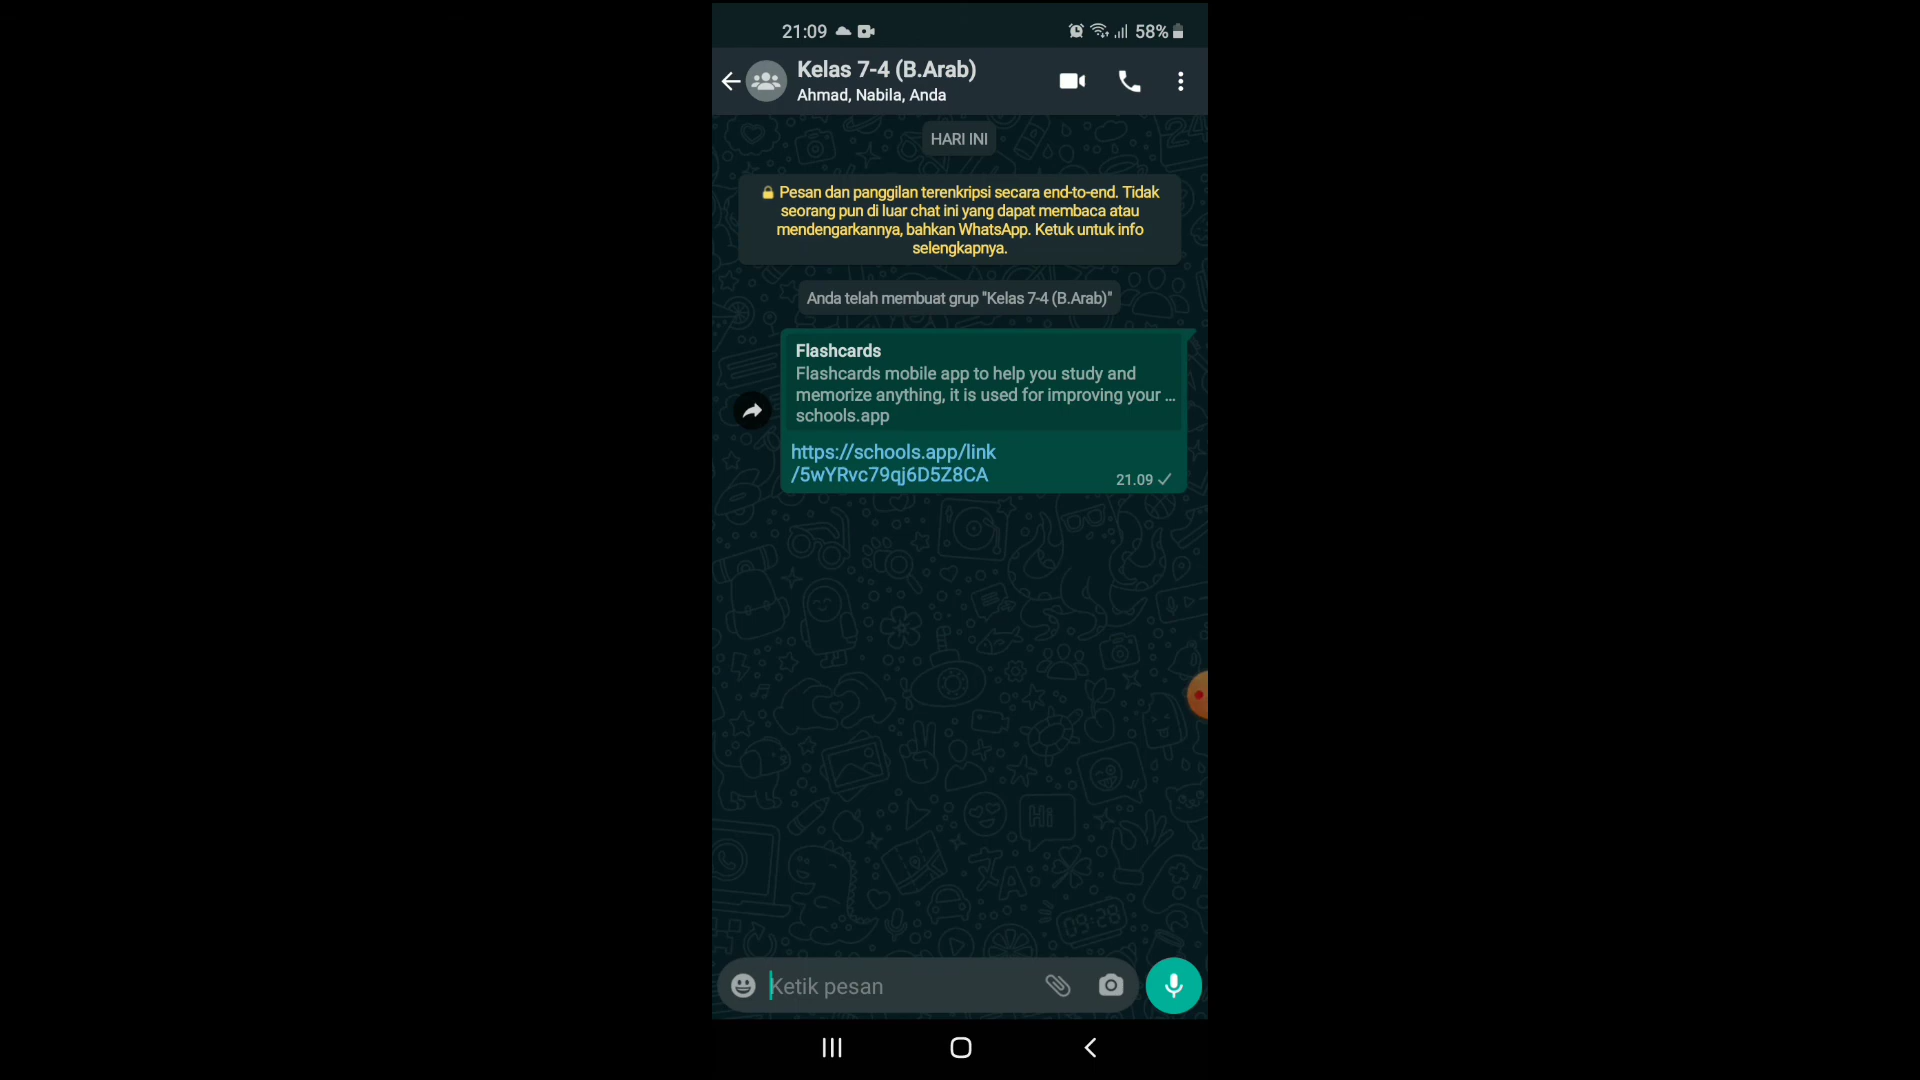 21:09
58%
Kelas 7-4 (B.Arab)
Ahmad, Nabila, Anda
HARI INI
Pesan dan panggilan terenkripsi secara end-to-end. Tidak
seorang pun di luar chat ini yang dapat membaca atau
mendengarkannya, bahkan WhatsApp. Ketuk untuk info
selengkapnya.
Anda telah membuat grup "Kelas 7-4 (B.Arab)"
Flashcards
Flashcards mobile app to help you study and
memorize anything, it is used for improving your ...
schools.app
https://schools.app/link
/5wYRvc79qj6D5Z8CA
21.09
Hi
09:28
Ketik pesan